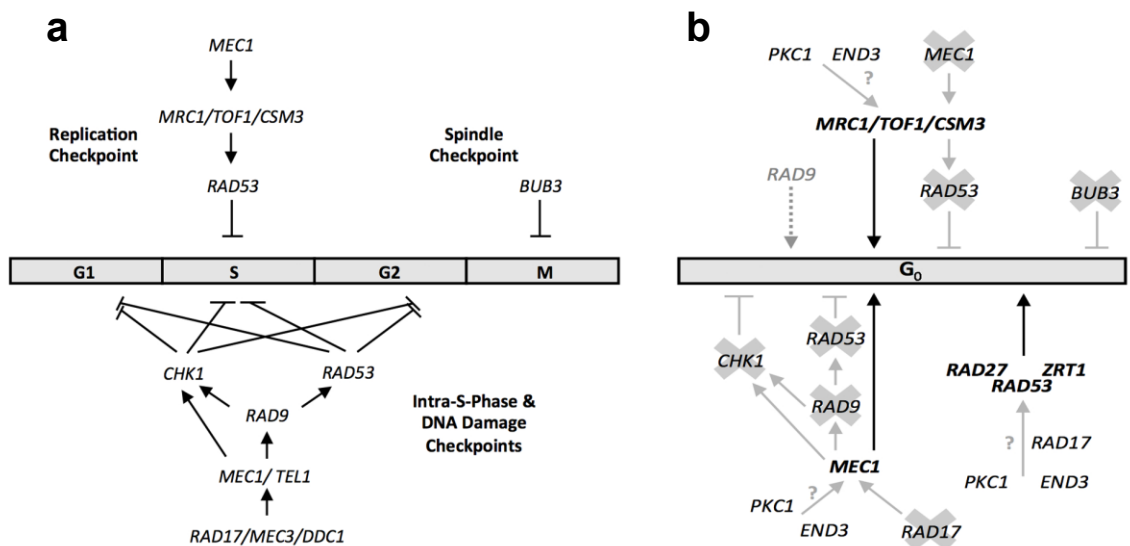 a
MEC1
MRC1/TOF1/CSM3
Replication
Checkpoint
Spindle
Checkpoint
RAD53
BUB3
G1
S
G2
M
CHK1
RAD53
RAD9
Intra-S-Phase &
DNA Damage
Checkpoints
MEC1/ TEL1
RAD17/MEC3/DDC1
b
PKC1
END3
MEC1
?
MRC1/TOF1/CSM3
RAD9
RAD53
BUB3
G0
CHK1
RAD53
RAD27
ZRT1
RAD53
RAD9
?
RAD17
MEC1
PKC1
END3
PKC1
?
END3
RAD17